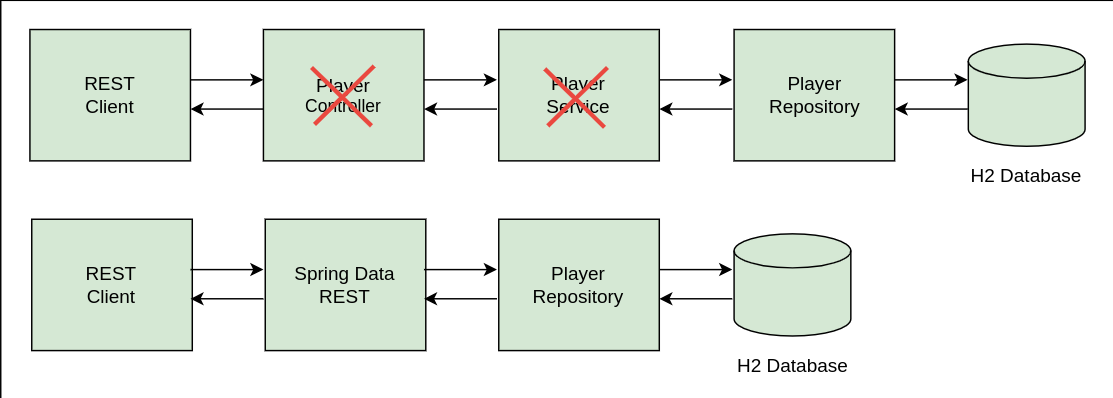 REST
Client
Player
Controller
Player
Service
Player
Repository
H2 Database
REST
Client
Spring Data
REST
Player
Repository
H2 Database